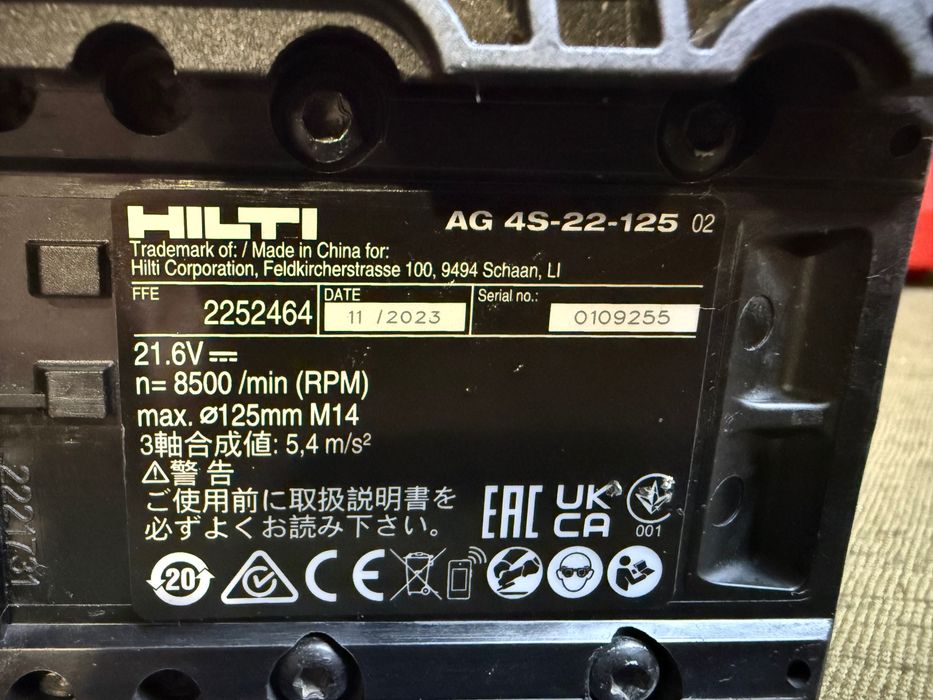 HILTI
AG 4S-22-125 02
Trademark of: / Made in China for:
Hilti Corporation, Feldkircherstrasse 100, 9494 Schaan, LI
FFE
2252464
DATE
11 /2023
Serial no.:
0109255
21.6V
n= 8500 /min (RPM)
max. ⌀125mm M14
3軸合成値: 5,4 m/s²
⚠警 告
ご使用前に取扱説明書を
必ずよくお読み下さい。
EAC
UK
CA
001
20
CE